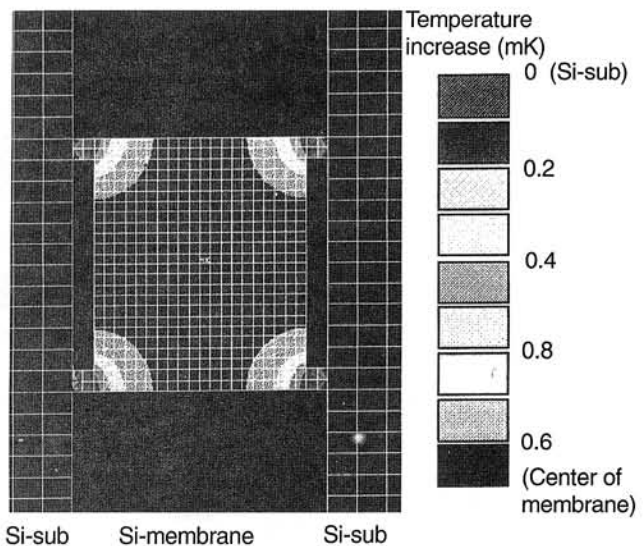 Temperature
increase (mK)
0 (Si-sub)
0.2
0.4
0.8
0.6
(Center of
membrane)
Si-sub Si-membrane Si-sub